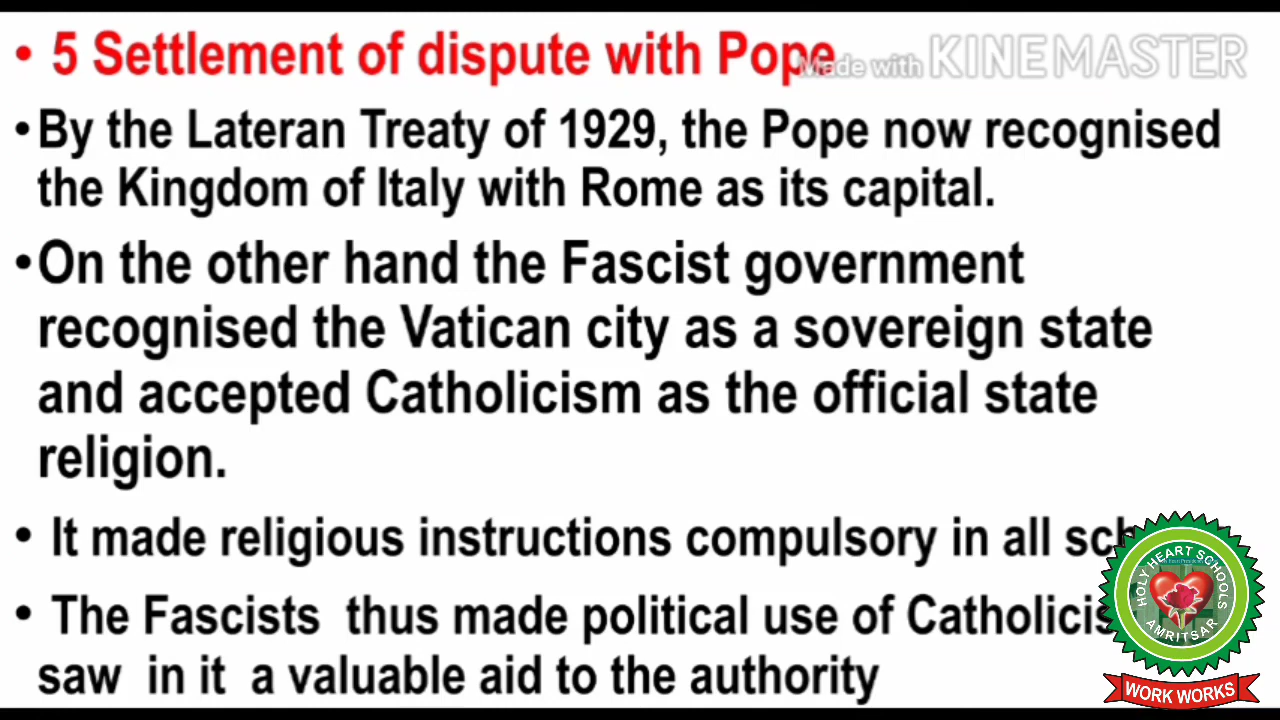 • 5 Settlement of dispute with Pope
Made with KINEMASTER
• By the Lateran Treaty of 1929, the Pope now recognised
the Kingdom of Italy with Rome as its capital.
• On the other hand the Fascist government
recognised the Vatican city as a sovereign state
and accepted Catholicism as the official state
religion.
• It made religious instructions compulsory in all
• The Fascists thus made political use of
saw in it a valuable aid to the authority
HOLY HEART SCHOOLS
AMRITSAR
WORK WORKS